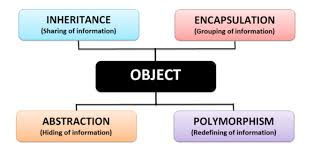 INHERITANCE
(Sharing of information)
ENCAPSULATION
(Grouping of information)
OBJECT
ABSTRACTION
(Hiding of information)
POLYMORPHISM
(Redefining of information)